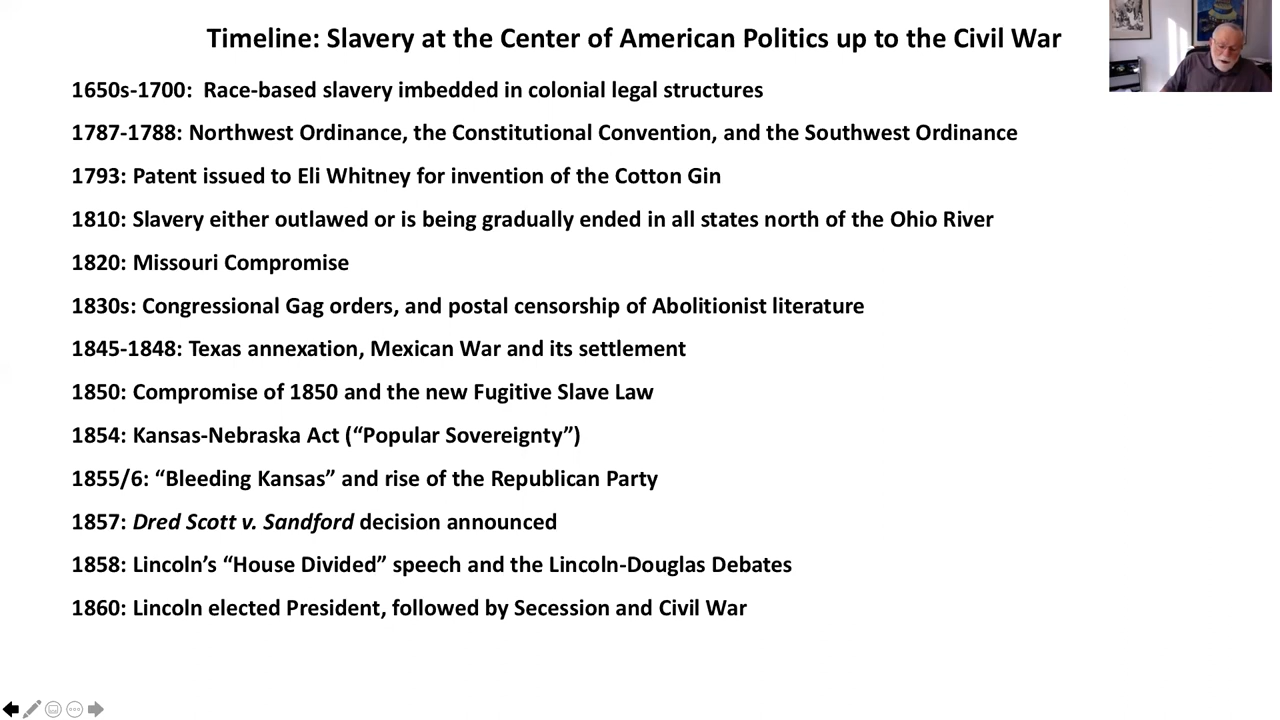 Timeline: Slavery at the Center of American Politics up to the Civil War
1650s-1700:  Race-based slavery imbedded in colonial legal structures
1787-1788: Northwest Ordinance, the Constitutional Convention, and the Southwest Ordinance
1793: Patent issued to Eli Whitney for invention of the Cotton Gin
1810: Slavery either outlawed or is being gradually ended in all states north of the Ohio River
1820: Missouri Compromise
1830s: Congressional Gag orders, and postal censorship of Abolitionist literature
1845-1848: Texas annexation, Mexican War and its settlement
1850: Compromise of 1850 and the new Fugitive Slave Law
1854: Kansas-Nebraska Act (“Popular Sovereignty”)
1855/6: “Bleeding Kansas” and rise of the Republican Party
1857: Dred Scott v. Sandford decision announced
1858: Lincoln’s “House Divided” speech and the Lincoln-Douglas Debates
1860: Lincoln elected President, followed by Secession and Civil War